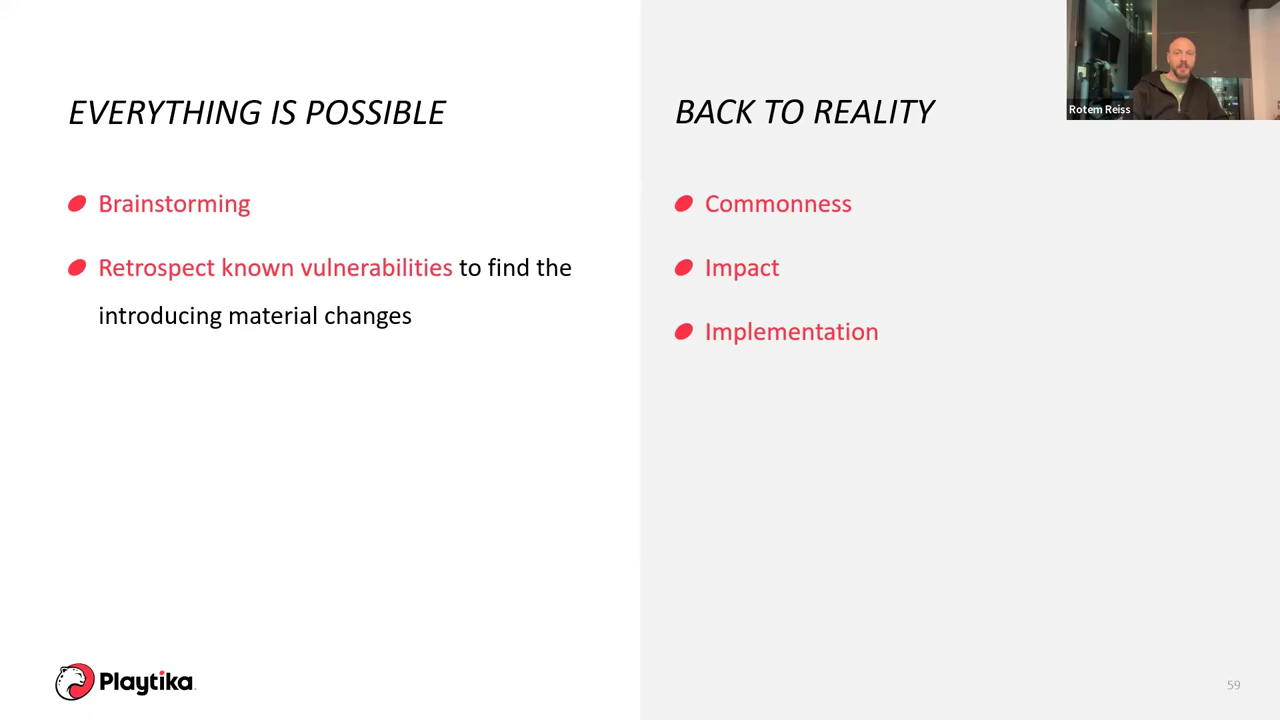 EVERYTHING IS POSSIBLE
Brainstorming
Retrospect known vulnerabilities to find the
introducing material changes
BACK TO REALITY
Commonness
Impact
Implementation
Rotem Reiss
Playtika
59